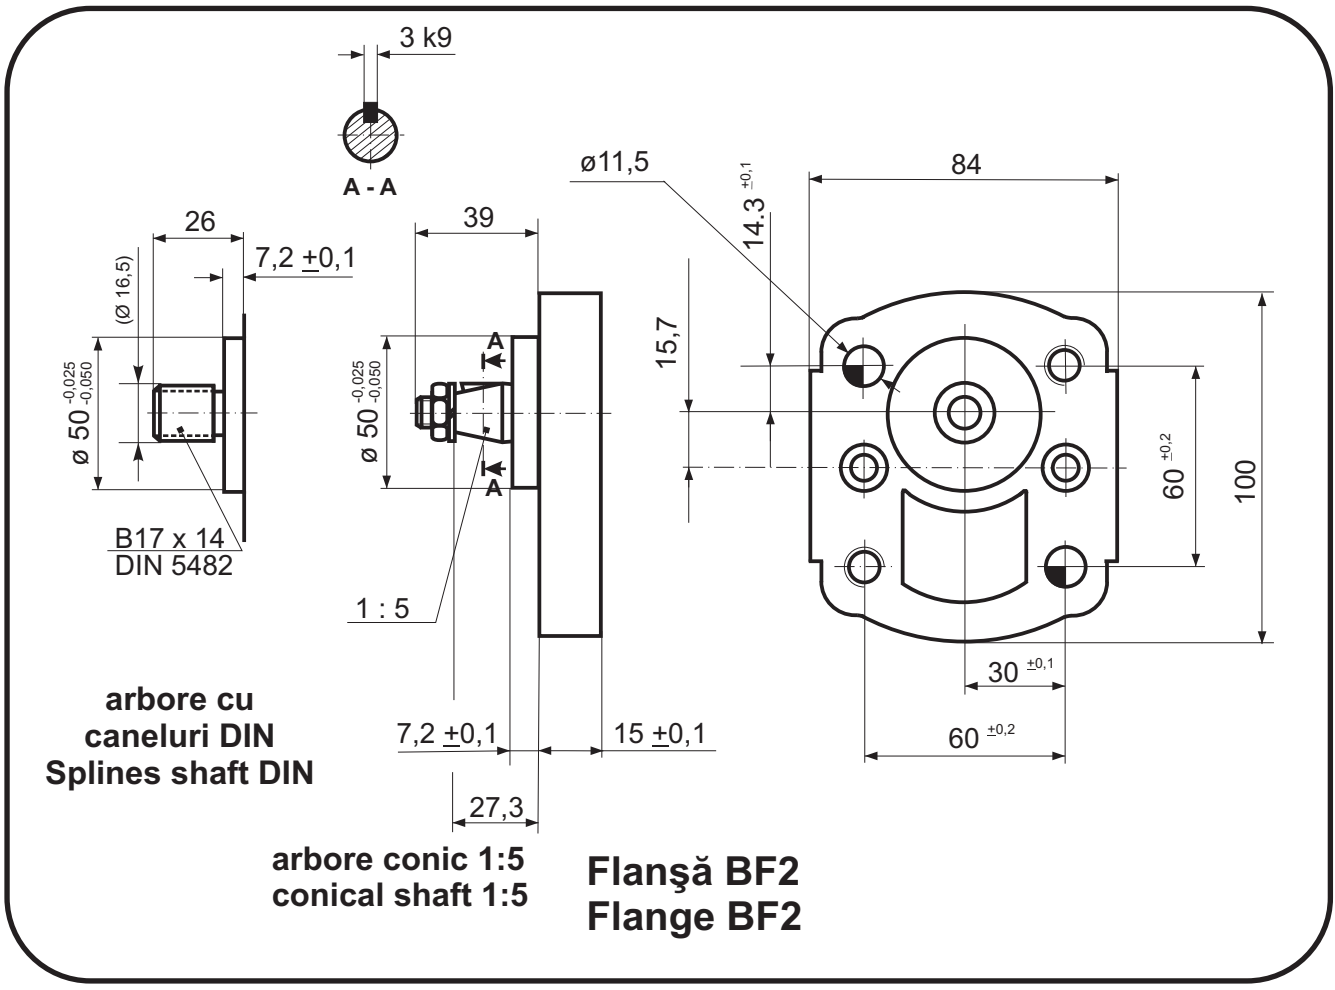 3 k9
A - A
ø11,5
84
14.3 ±0,1
39
26
7,2 ±0,1
(Ø 16,5)
15,7
A
ø 50 -0,025 -0,050
ø 50 -0,025 -0,050
60 ±0,2
100
A
B17 x 14
DIN 5482
1 : 5
30 ±0,1
arbore cu
caneluri DIN
Splines shaft DIN
7,2 ±0,1
15 ±0,1
60 ±0,2
27,3
arbore conic 1:5
conical shaft 1:5
Flanşă BF2
Flange BF2